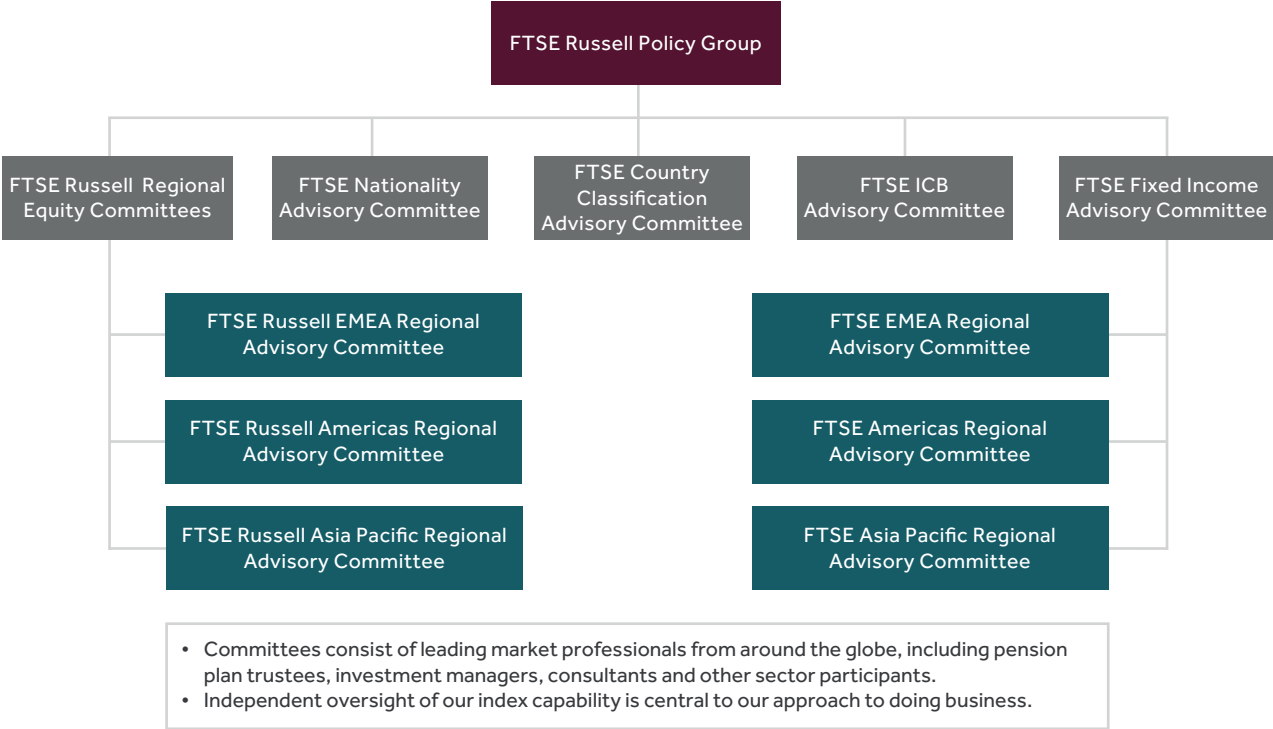 FTSE Russell Policy Group
FTSE Russell Regional
Equity Committees
FTSE Nationality
Advisory Committee
FTSE Country
Classification
Advisory Committee
FTSE ICB
Advisory Committee
FTSE Fixed Income
Advisory Committee
FTSE Russell EMEA Regional
Advisory Committee
FTSE Russell Americas Regional
Advisory Committee
FTSE Russell Asia Pacific Regional
Advisory Committee
FTSE EMEA Regional
Advisory Committee
FTSE Americas Regional
Advisory Committee
FTSE Asia Pacific Regional
Advisory Committee
• Committees consist of leading market professionals from around the globe, including pension
plan trustees, investment managers, consultants and other sector participants.
• Independent oversight of our index capability is central to our approach to doing business.